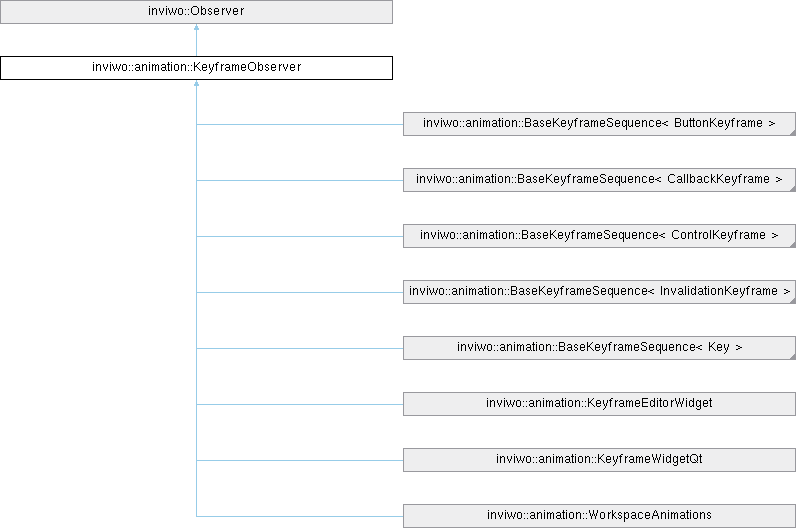 inviwo::Observer
inviwo::animation::KeyframeObserver
inviwo::animation::BaseKeyframeSequence< ButtonKeyframe >
inviwo::animation::BaseKeyframeSequence< CallbackKeyframe >
inviwo::animation::BaseKeyframeSequence< ControlKeyframe >
inviwo::animation::BaseKeyframeSequence< InvalidationKeyframe >
inviwo::animation::BaseKeyframeSequence< Key >
inviwo::animation::KeyframeEditorWidget
inviwo::animation::KeyframeWidgetQt
inviwo::animation::WorkspaceAnimations